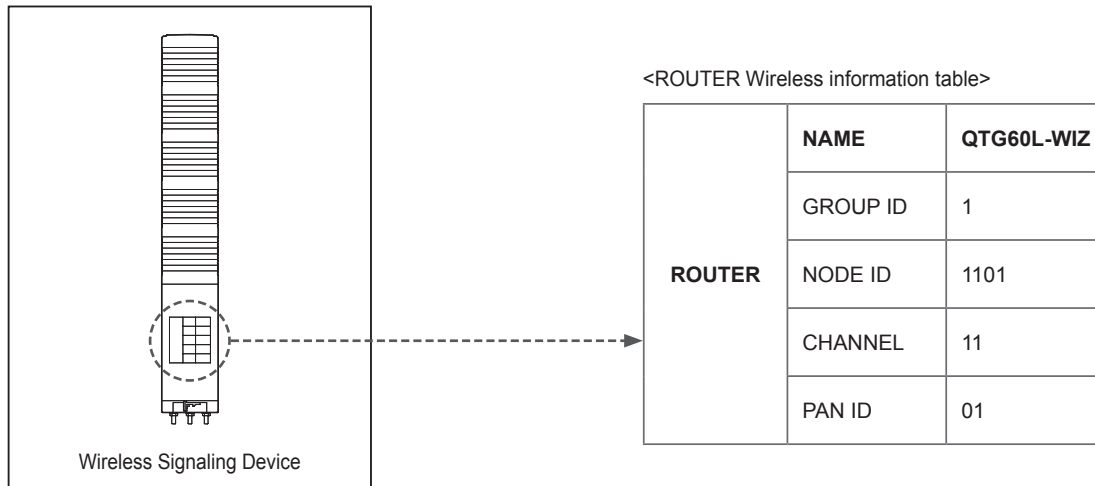 <ROUTER Wireless information table>
ROUTER
NAME QTG60L-WIZ
GROUP ID 1
NODE ID 1101
CHANNEL 11
PAN ID 01
Wireless Signaling Device